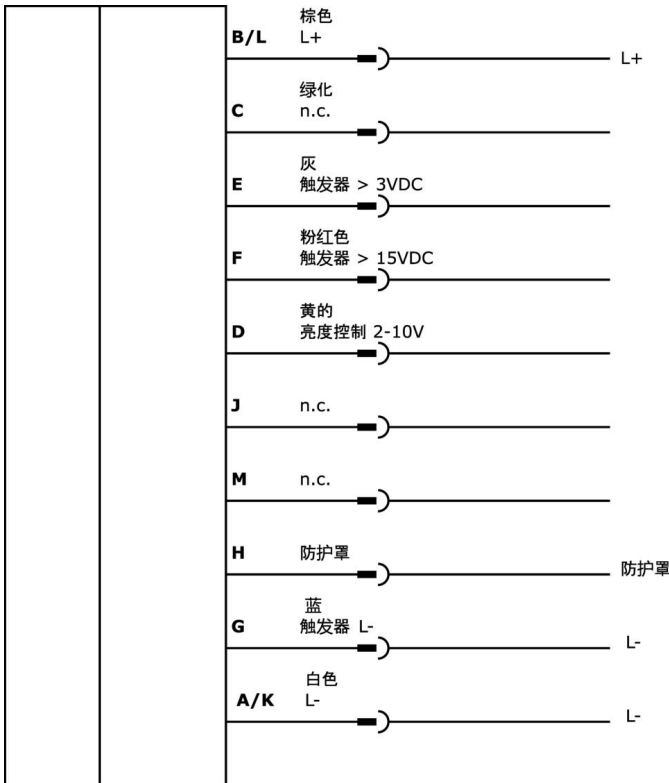 棕色
B/L L+
L+
绿化
C n.c.
灰
E 触发器 > 3VDC
粉红色
F 触发器 > 15VDC
黄的
D 亮度控制 2-10V
J n.c.
M n.c.
H 防护罩
防护罩
蓝
G 触发器 L-
L-
白色
A/K L-
L-